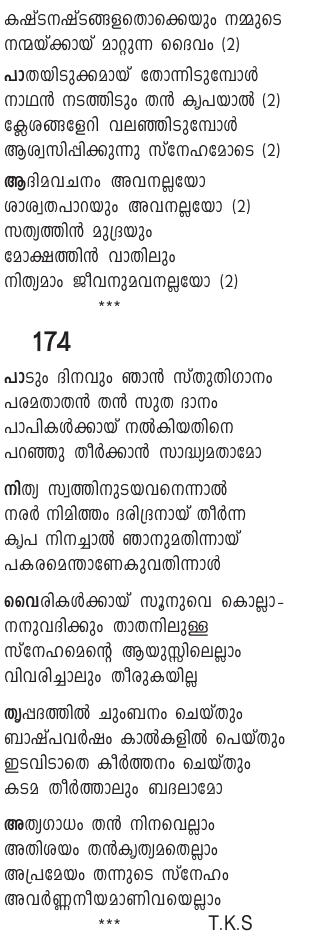 കഷ്ടനഷ്ടങ്ങളതൊക്കെയും നമ്മുടെ
നന്മയ്ക്കായ് മാറ്റുന്ന ദൈവം (2)
പാതയിടുക്കമായ് തോന്നിടുമ്പോൾ
നാഥൻ നടത്തിടും തൻ കൃപയാൽ (2)
ക്ലേശങ്ങളേറി വലഞ്ഞിടുമ്പോൾ
ആശ്വസിപ്പിക്കുന്നു സ്നേഹമോടെ (2)
ആദിമവചനം അവനല്ലയോ
ശാശ്വതപാറയും അവനല്ലയോ (2)
സത്യത്തിൻ മുദ്രയും
മോക്ഷത്തിൻ വാതിലും
നിത്യമാം ജീവനുമവനല്ലയോ (2)
***
174
പാടും ദിനവും ഞാൻ സ്തുതിഗാനം
പരമതാതൻ തൻ സുത ദാനം
പാപികൾക്കായ് നൽകിയതിനെ
പറഞ്ഞു തീർക്കാൻ സാദ്ധ്യമതാമോ
നിത്യ സ്വത്തിനുടയവനെന്നാൽ
നരർ നിമിത്തം ദരിദ്രനായ് തീർന്ന
കൃപ നിനച്ചാൽ ഞാനുമതിന്നായ്
പകരമെന്താണേകുവതിന്നാൾ
വൈരികൾക്കായ് സൂനുവെ കൊല്ലാ-
നനുവദിക്കും താതനിലുള്ള
സ്നേഹമെന്റെ ആയുസ്സിലെല്ലാം
വിവരിച്ചാലും തീരുകയില്ല
തൃപ്പദത്തിൽ ചുംബനം ചെയ്തും
ബാഷ്പവർഷം കാൽകളിൽ പെയ്തും
ഇടവിടാതെ കീർത്തനം ചെയ്തും
കടമ തീർത്താലും ബദലാമോ
അത്യഗാധം തൻ നിനവെല്ലാം
അതിശയം തൻകൃത്യമതെല്ലാം
അപ്രമേയം തന്നുടെ സ്നേഹം
അവർണ്ണനീയമാണിവയെല്ലാം
*** T.K.S